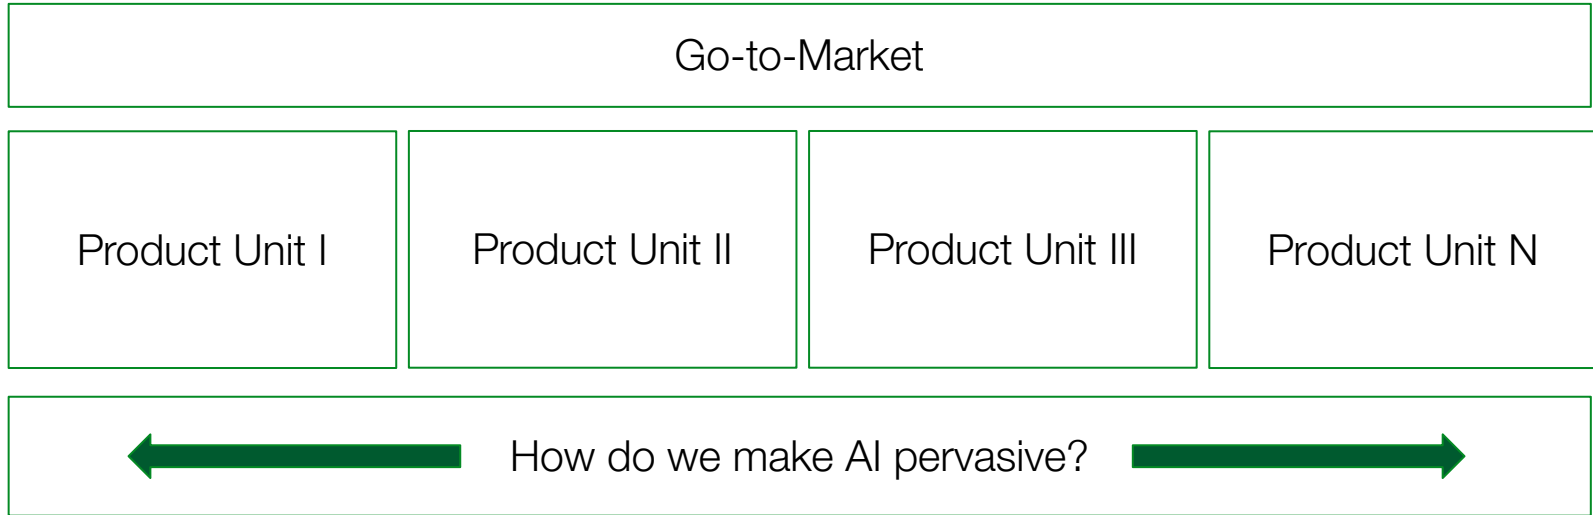 Go-to-Market
Product Unit I
Product Unit II
Product Unit III
Product Unit N
How do we make AI pervasive?